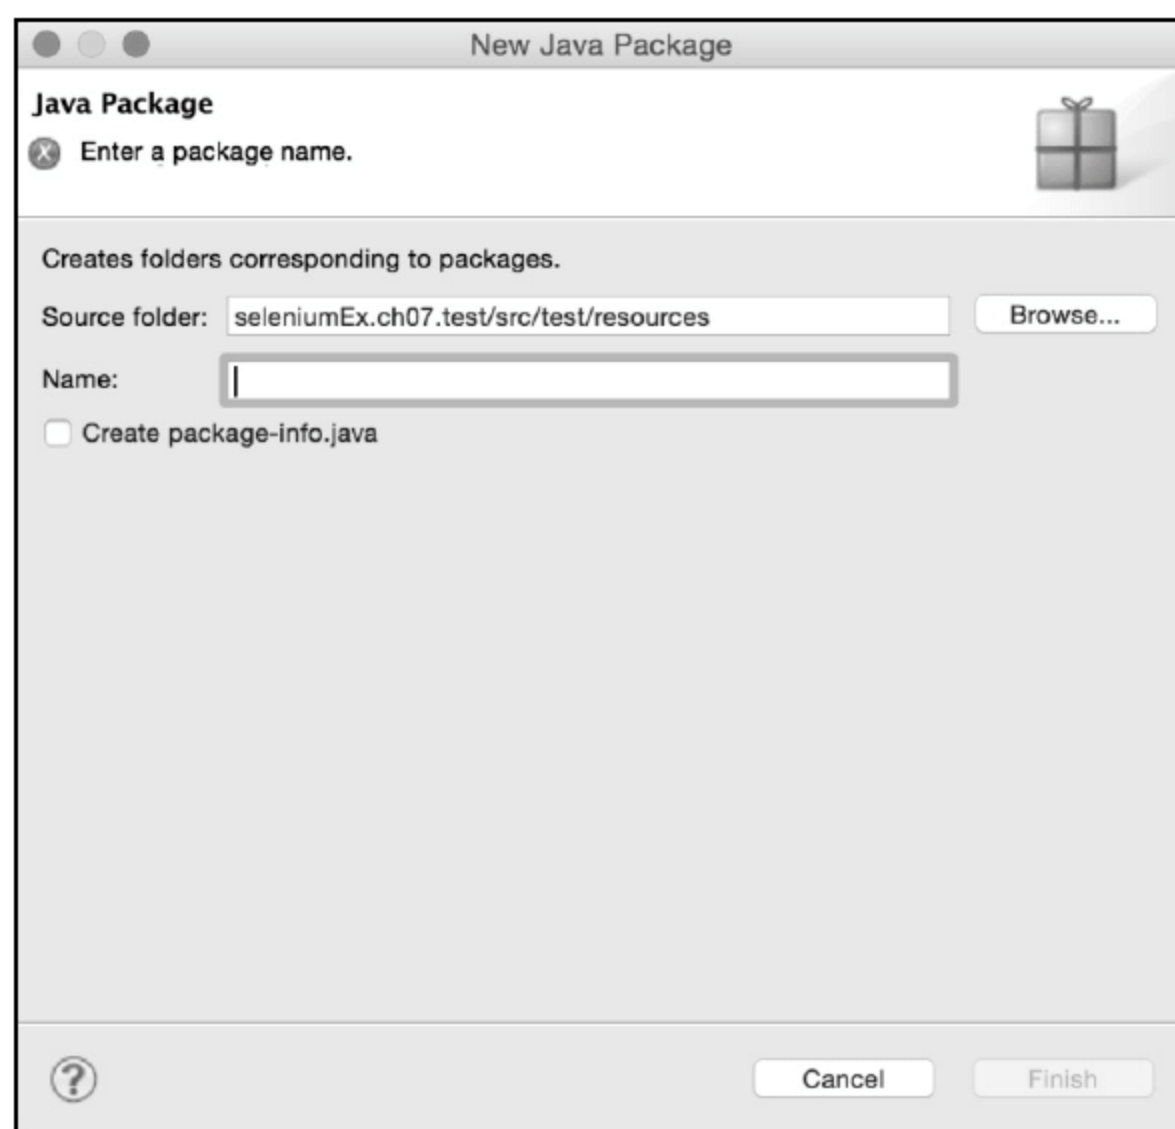 New Java Package
Java Package
Enter a package name.
Creates folders corresponding to packages.
Source folder: seleniumEx.ch07.test/src/test/resources Browse...
Name:
Create package-info.java
? Cancel Finish